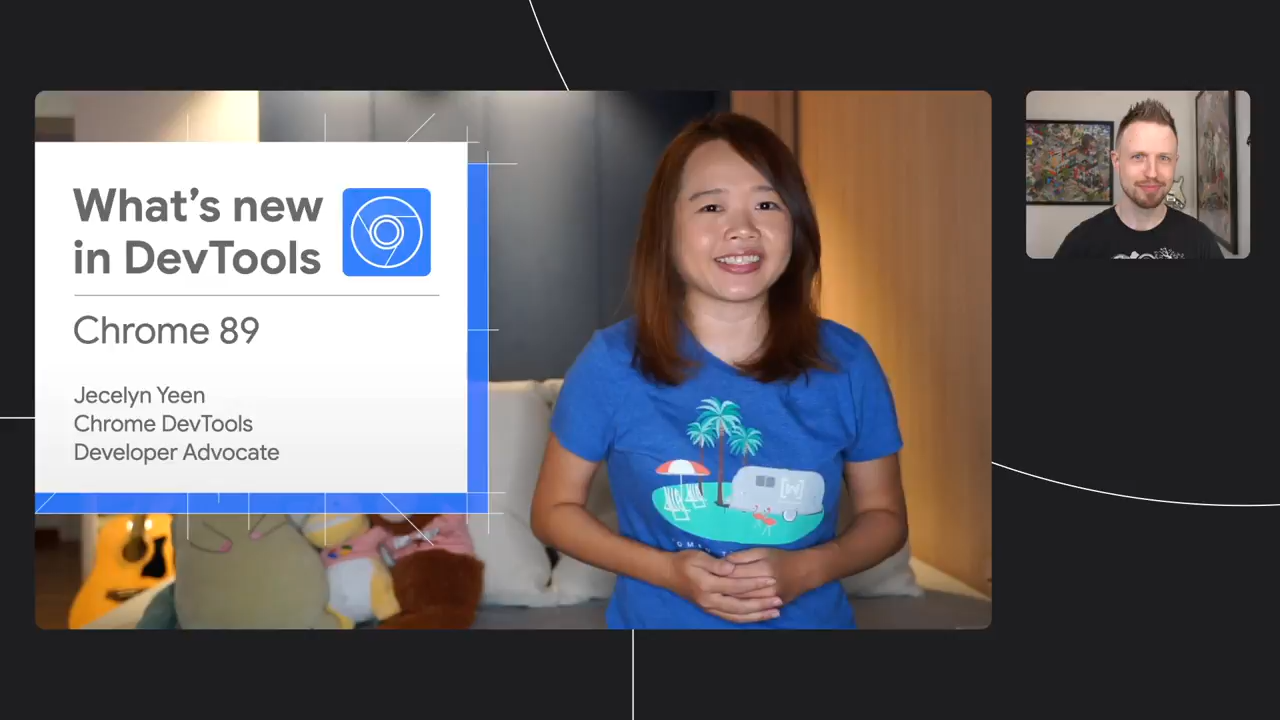 What's new
in DevTools
Chrome 89
Jecelyn Yeen
Chrome DevTools
Developer Advocate